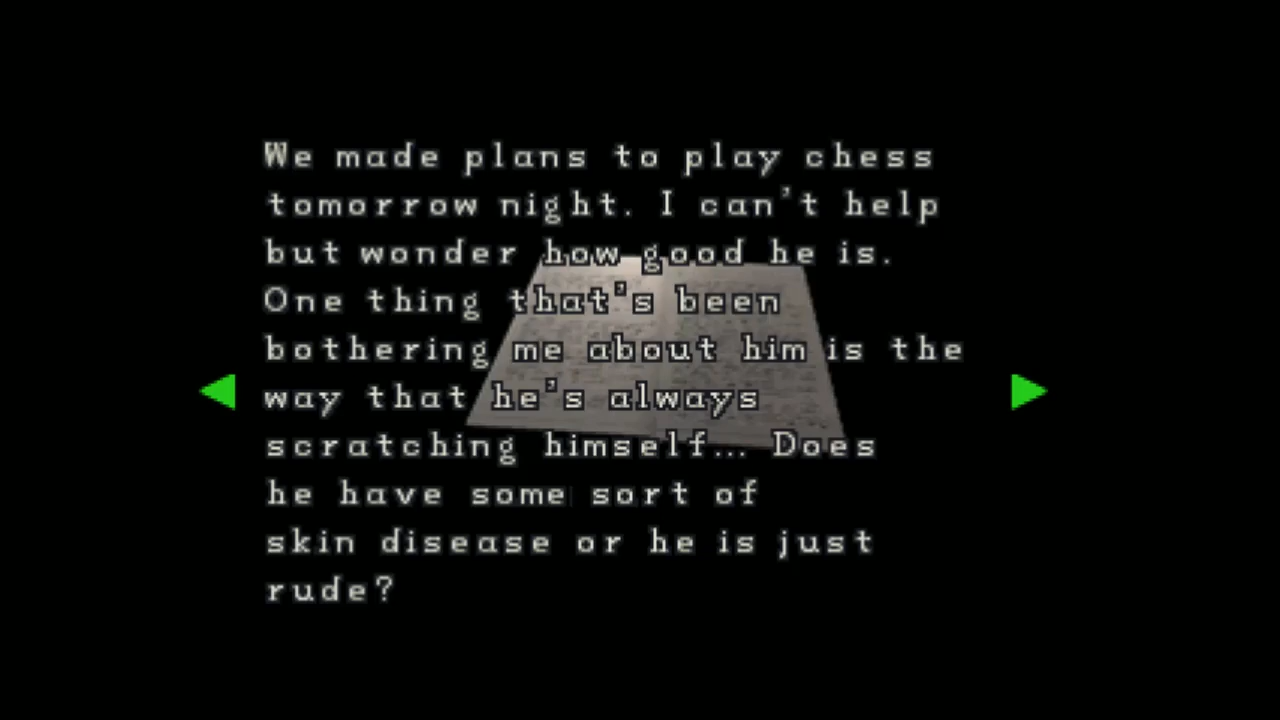 We made plans to play chess
tomorrow night. I can't help
but wonder how good he is.
One thing that's been
bothering me about him is the
way that he's always
scratching himself... Does
he have some sort of
skin disease or he is just
rude?